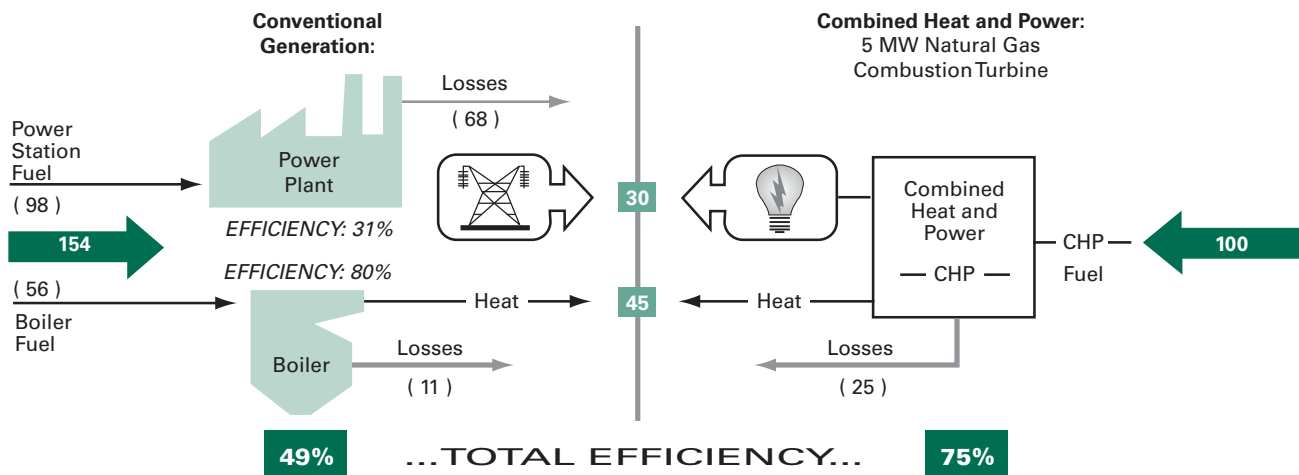 Conventional
Generation:
Combined Heat and Power:
5 MW Natural Gas
Combustion Turbine
Losses
( 68 )
Power
Station
Fuel
( 98 )
Power
Plant
EFFICIENCY: 31%
154
EFFICIENCY: 80%
( 56 )
Boiler
Fuel
Boiler
Heat
Losses
( 11 )
30
45
Combined
Heat and
Power
CHP
CHP
Fuel
100
Heat
Losses
( 25 )
49%
...TOTAL EFFICIENCY...
75%